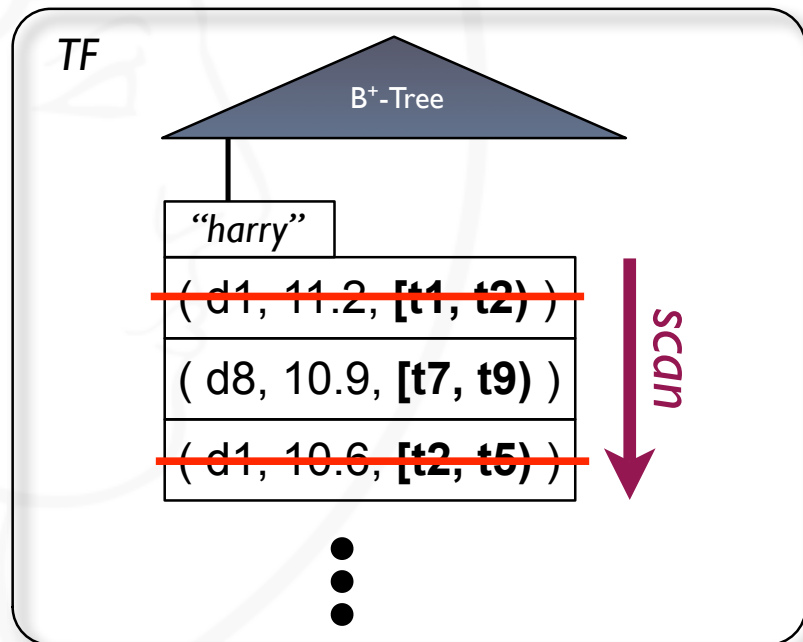 TF
B⁺-Tree
“harry”
( d1, 11.2, [t1, t2) )
( d8, 10.9, [t7, t9) )
( d1, 10.6, [t2, t5) )
scan